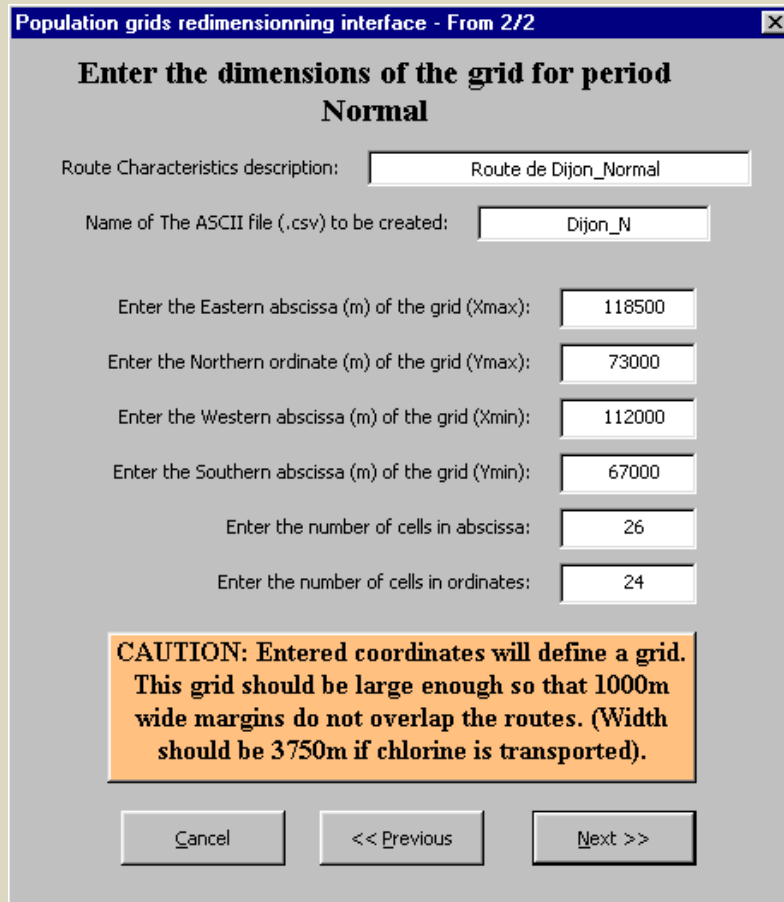 Population grids redimensionning interface - From 2/2
Enter the dimensions of the grid for period
Normal
Route Characteristics description: Route de Dijon_Normal
Name of The ASCII file (.csv) to be created: Dijon_N
Enter the Eastern abscissa (m) of the grid (Xmax): 118500
Enter the Northern ordinate (m) of the grid (Ymax): 73000
Enter the Western abscissa (m) of the grid (Xmin): 112000
Enter the Southern abscissa (m) of the grid (Ymin): 67000
Enter the number of cells in abscissa: 26
Enter the number of cells in ordinates: 24
CAUTION: Entered coordinates will define a grid.
This grid should be large enough so that 1000m
wide margins do not overlap the routes. (Width
should be 3750m if chlorine is transported).
Cancel << Previous Next >>